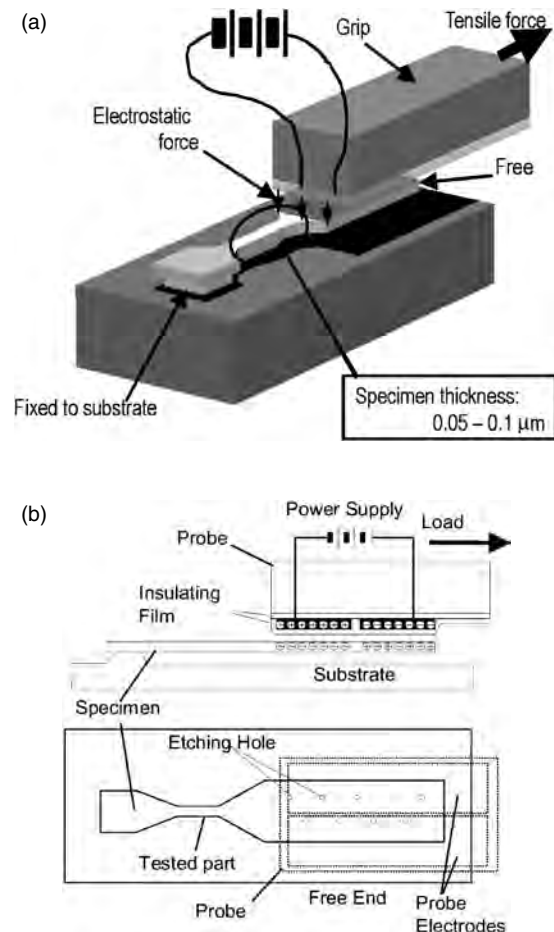 (a)
Tensile force
Grip
Electrostatic
force
Free
Fixed to substrate
Specimen thickness:
0.05 – 0.1 μm
(b)
Power Supply
Load
Probe
Insulating
Film
Substrate
Specimen
Etching Hole
Tested part
Probe
Free End
Probe
Electrodes